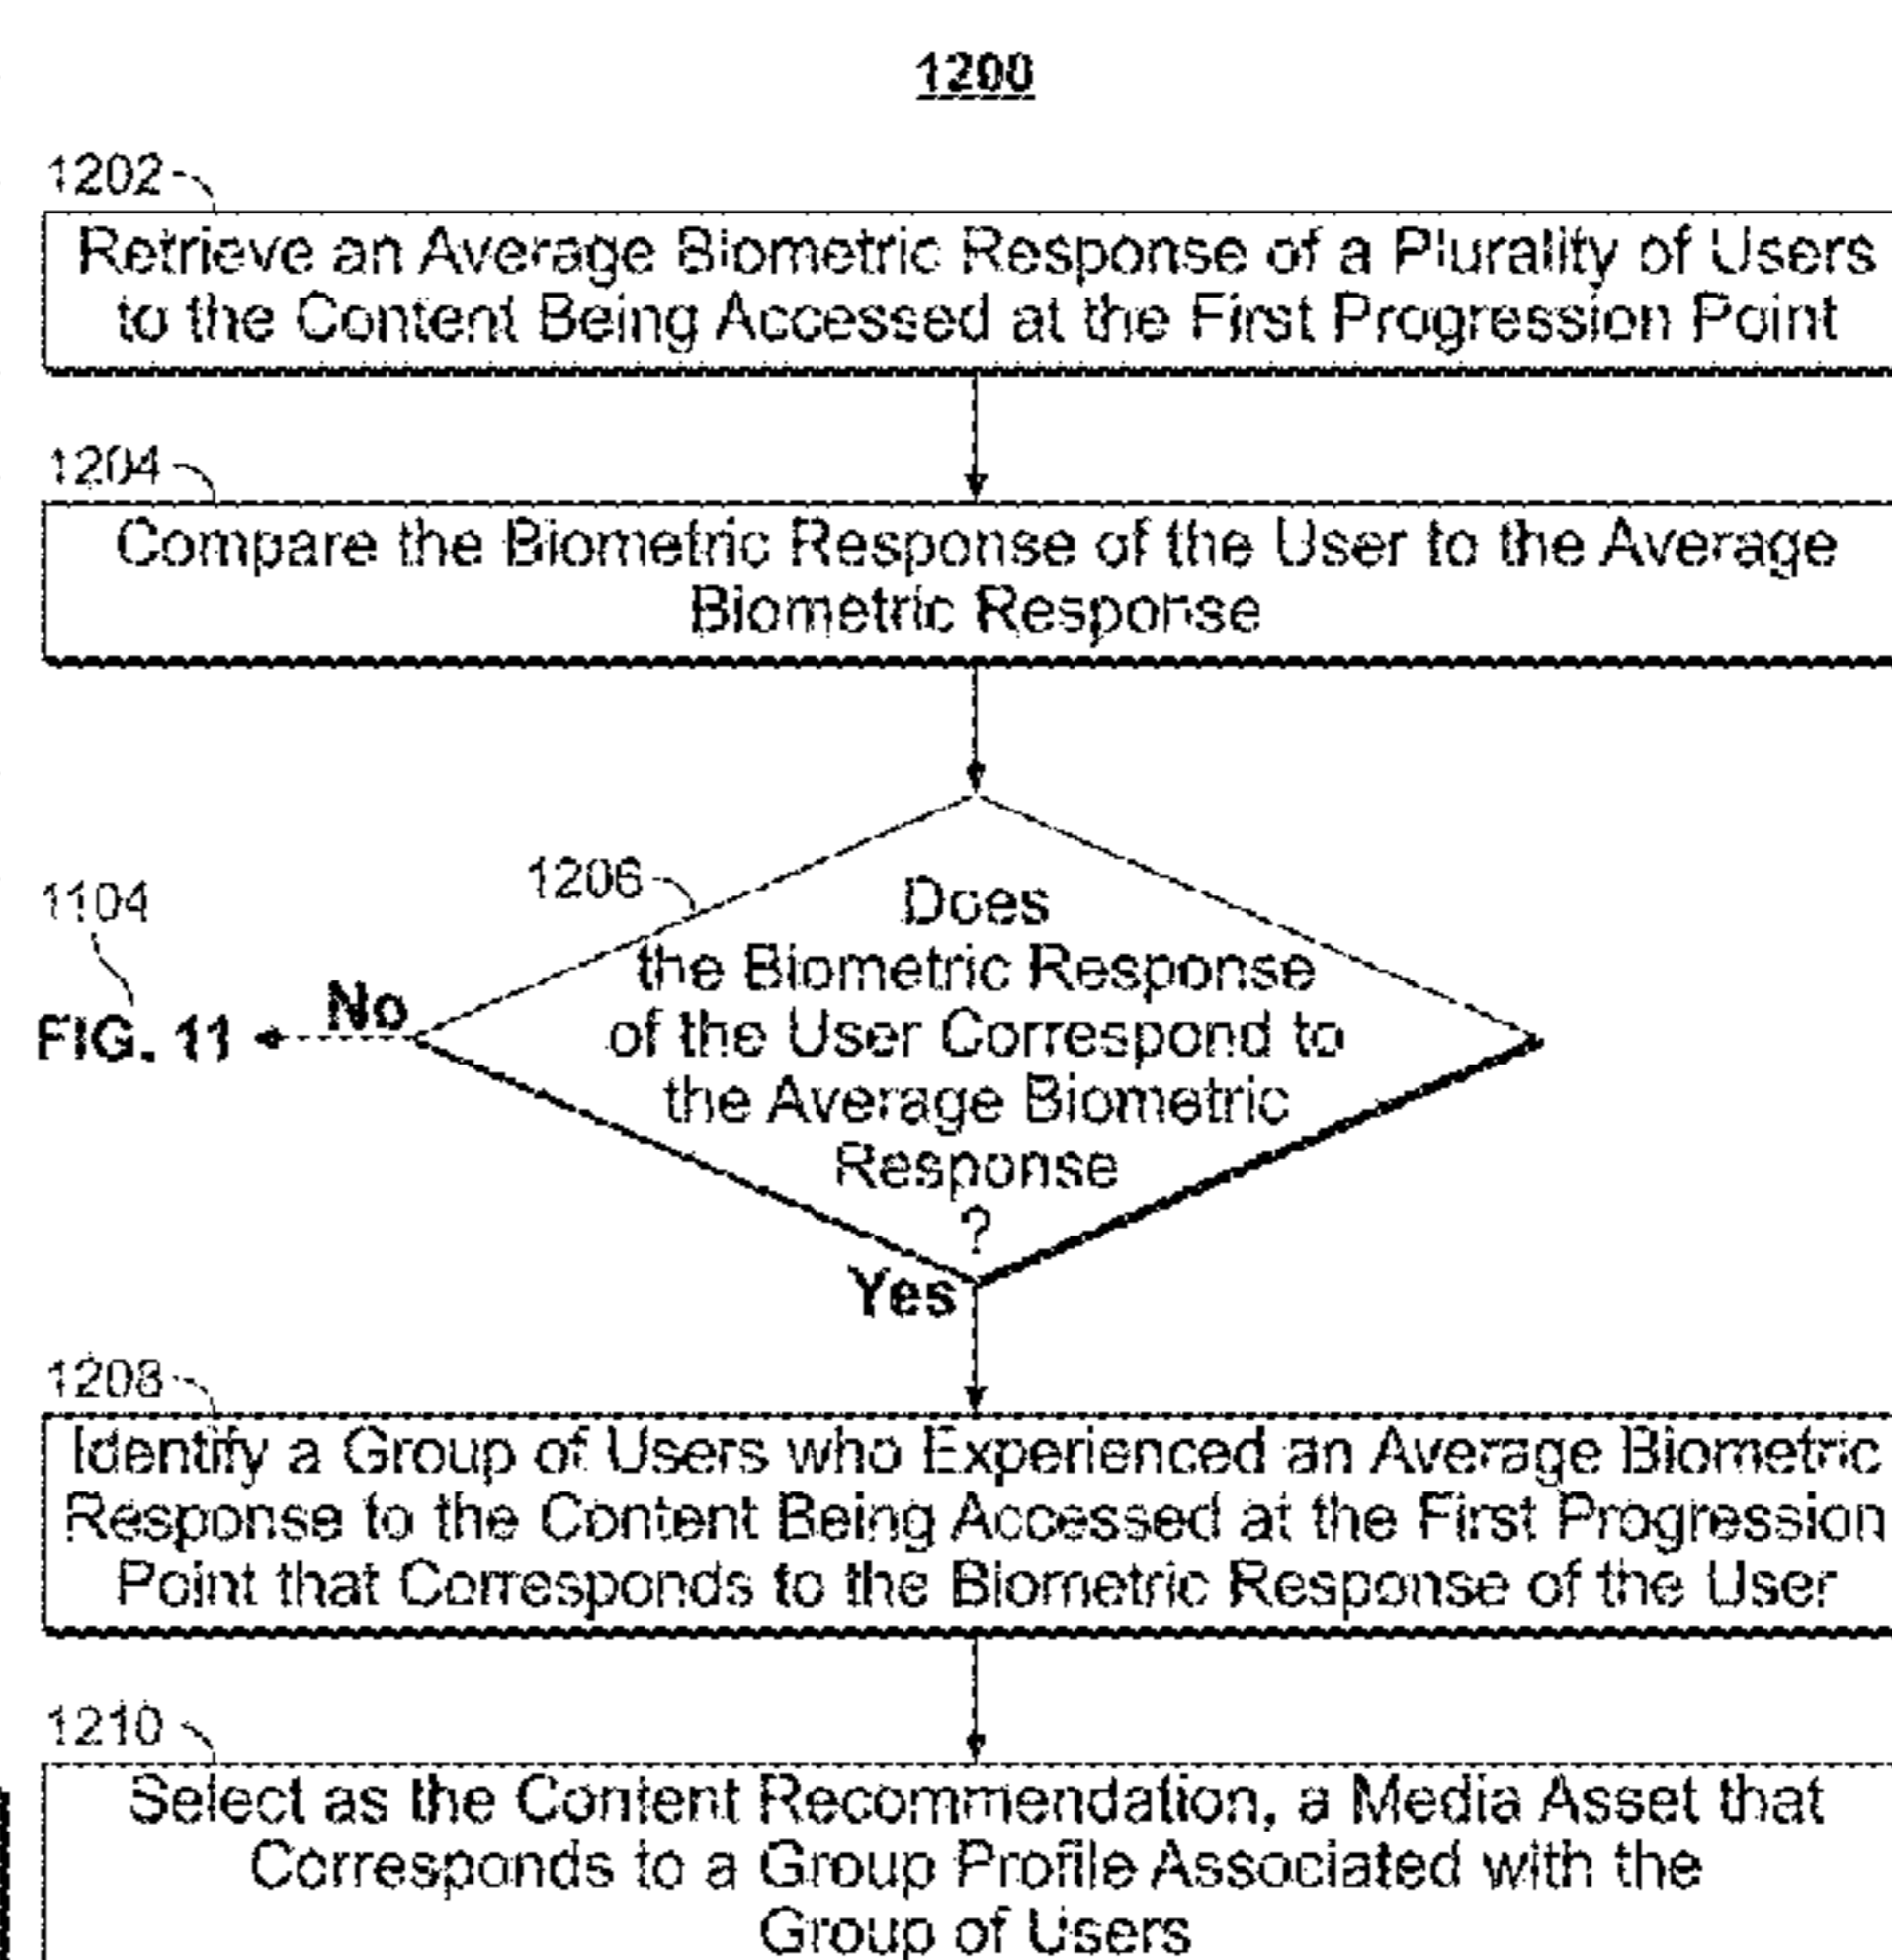 1200
1202
Retrieve an Average Biometric Response of a Plurality of Users
to the Content Being Accessed at the First Progression Point
1204
Compare the Biometric Response of the User to the Average
Biometric Response
1206
Does
the Biometric Response
of the User Correspond to
the Average Biometric
Response
?
1104
FIG. 11
No
Yes
1208
Identify a Group of Users who Experienced an Average Biometric
Response to the Content Being Accessed at the First Progression
Point that Corresponds to the Biometric Response of the User
1210
Select as the Content Recommendation, a Media Asset that
Corresponds to a Group Profile Associated with the
Group of Users